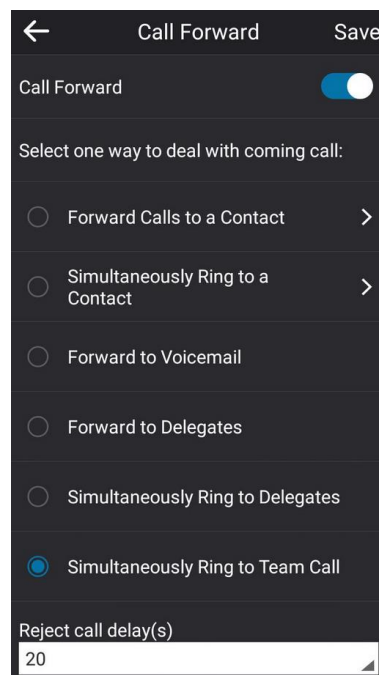 Call Forward Save
Call Forward
Select one way to deal with coming call:
Forward Calls to a Contact
Simultaneously Ring to a
Contact
Forward to Voicemail
Forward to Delegates
Simultaneously Ring to Delegates
Simultaneously Ring to Team Call
Reject call delay(s)
20